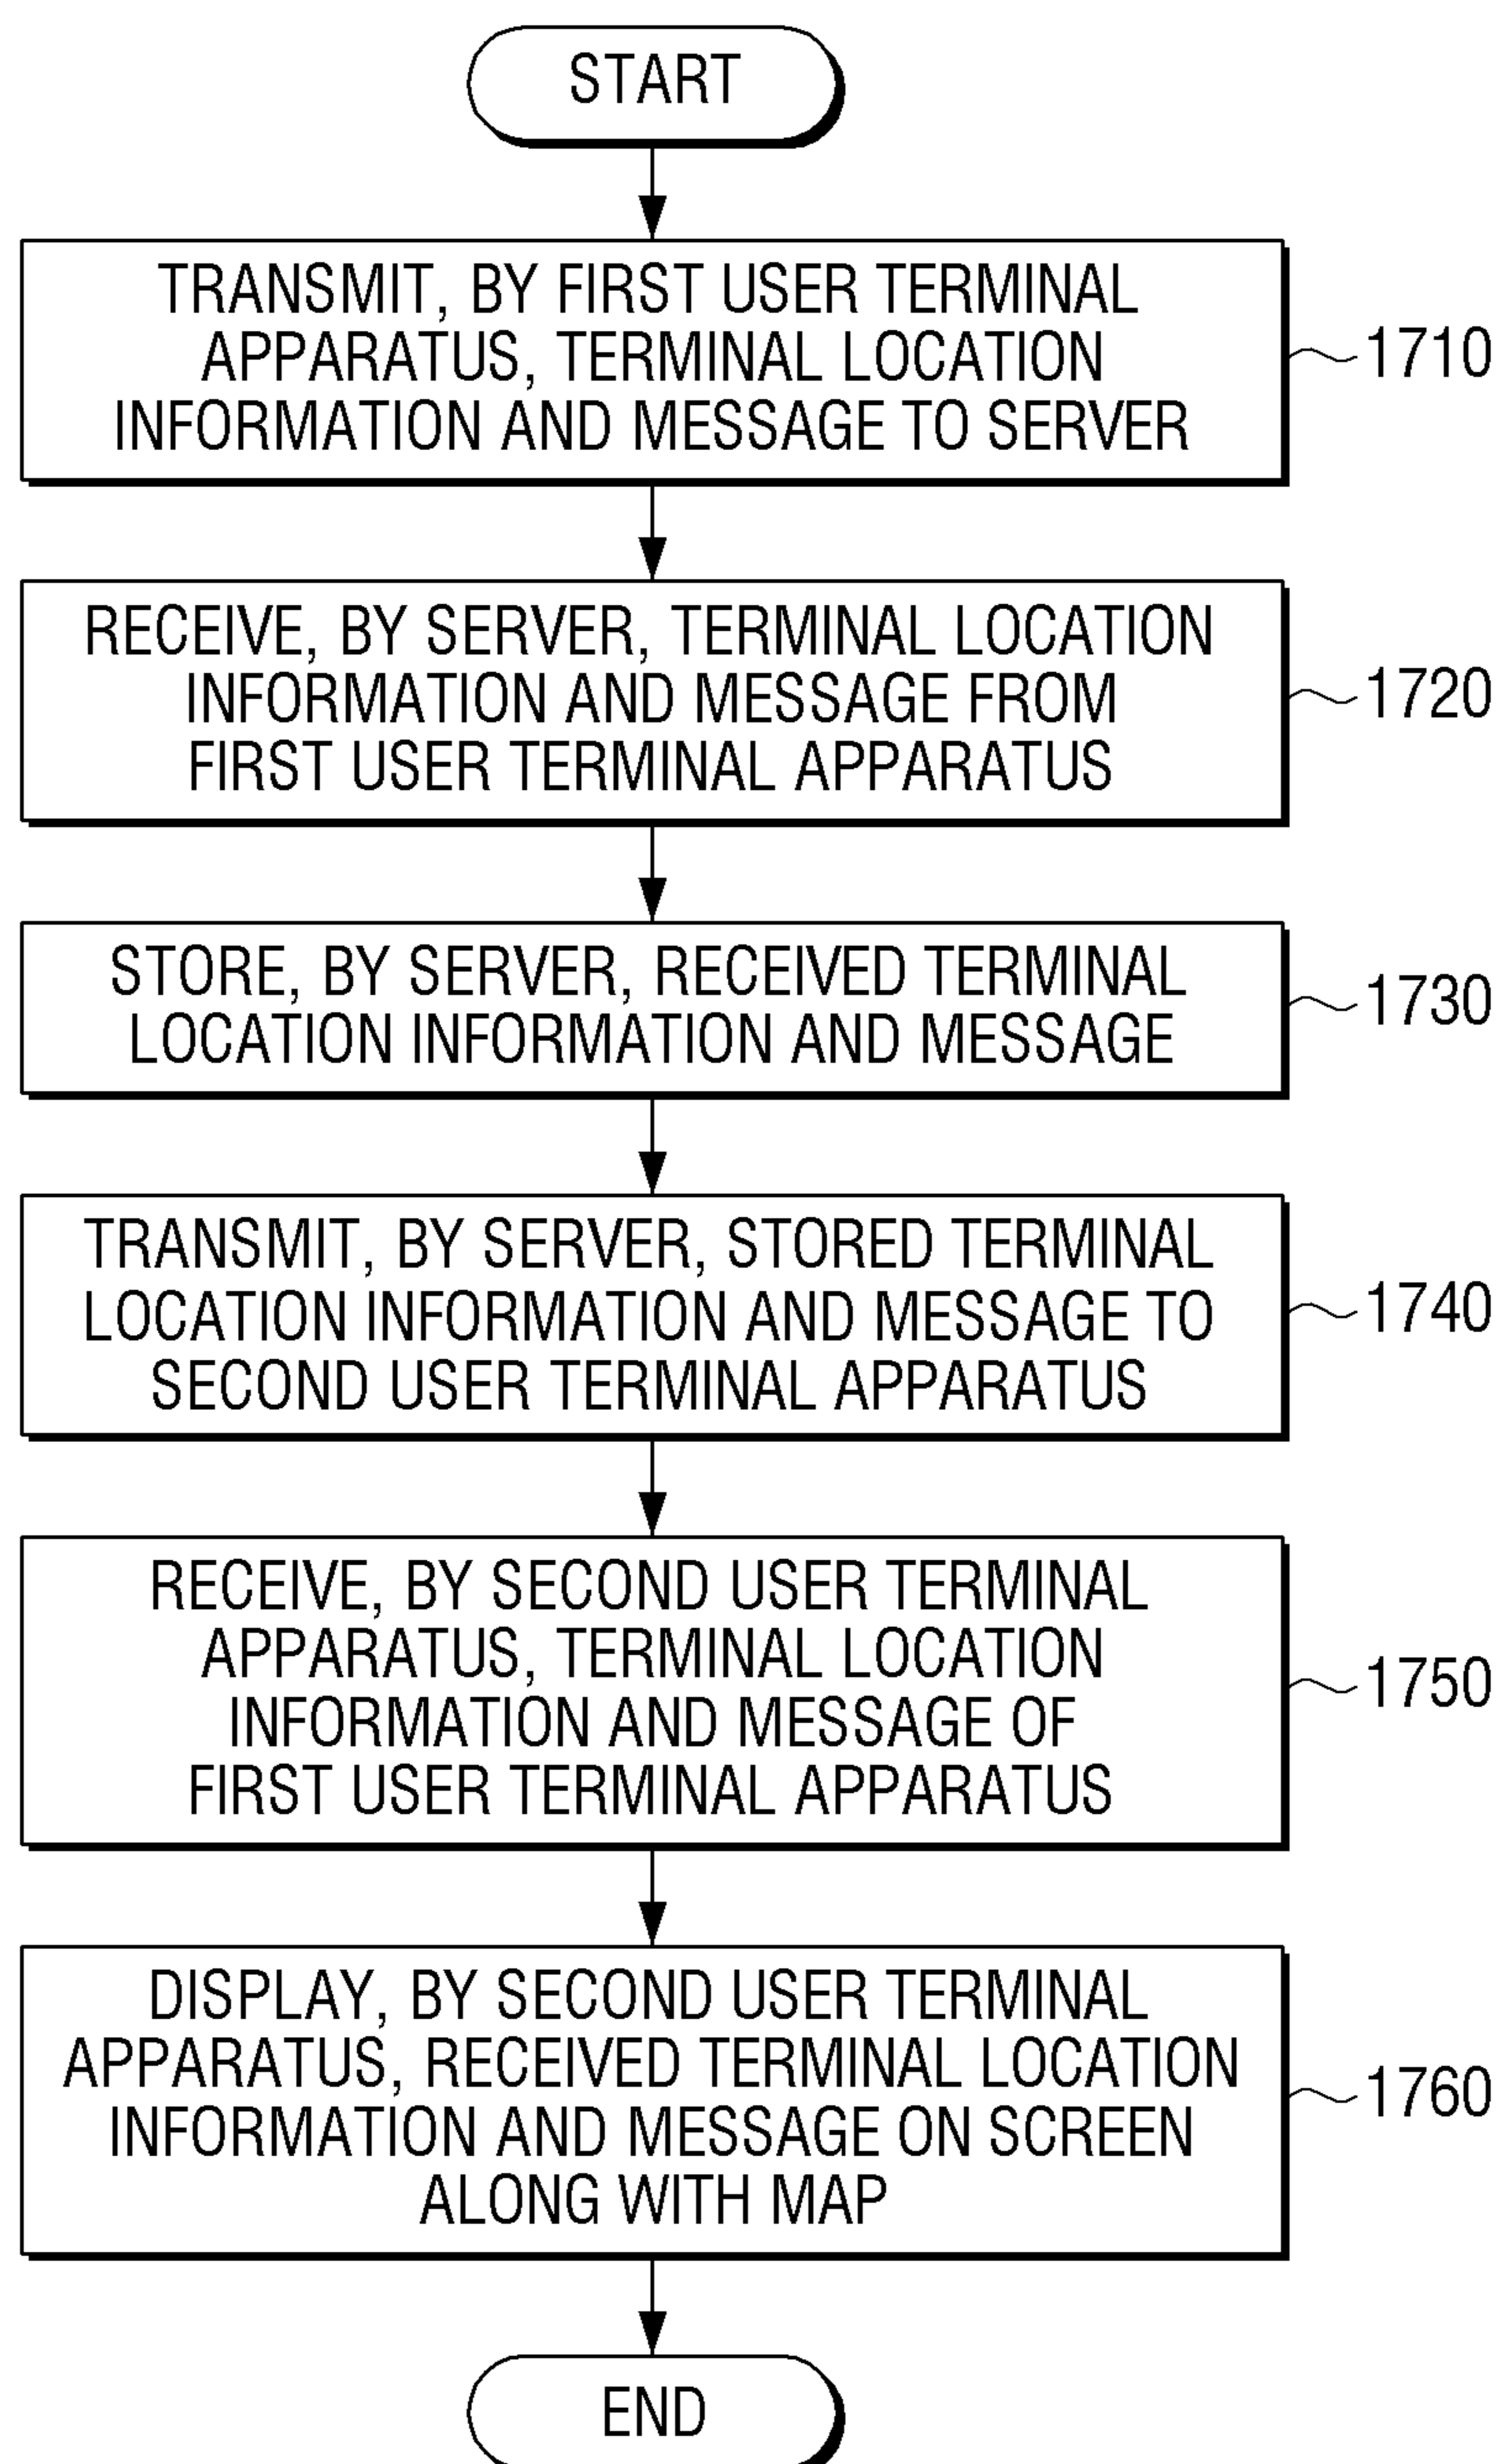 START
TRANSMIT, BY FIRST USER TERMINAL
APPARATUS, TERMINAL LOCATION
INFORMATION AND MESSAGE TO SERVER
1710
RECEIVE, BY SERVER, TERMINAL LOCATION
INFORMATION AND MESSAGE FROM
FIRST USER TERMINAL APPARATUS
1720
STORE, BY SERVER, RECEIVED TERMINAL
LOCATION INFORMATION AND MESSAGE
1730
TRANSMIT, BY SERVER, STORED TERMINAL
LOCATION INFORMATION AND MESSAGE TO
SECOND USER TERMINAL APPARATUS
1740
RECEIVE, BY SECOND USER TERMINAL
APPARATUS, TERMINAL LOCATION
INFORMATION AND MESSAGE OF
FIRST USER TERMINAL APPARATUS
1750
DISPLAY, BY SECOND USER TERMINAL
APPARATUS, RECEIVED TERMINAL LOCATION
INFORMATION AND MESSAGE ON SCREEN
ALONG WITH MAP
1760
END